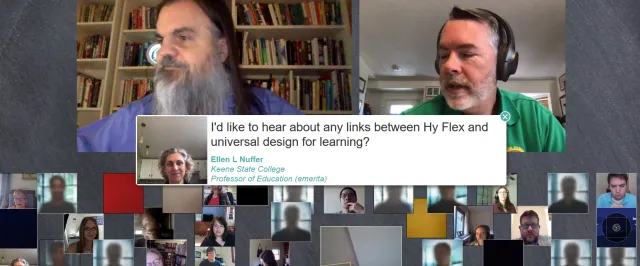 I'd like to hear about any links between Hy Flex and
universal design for learning?
Ellen L Nuffer
Keene State College
Professor of Education (emerita)